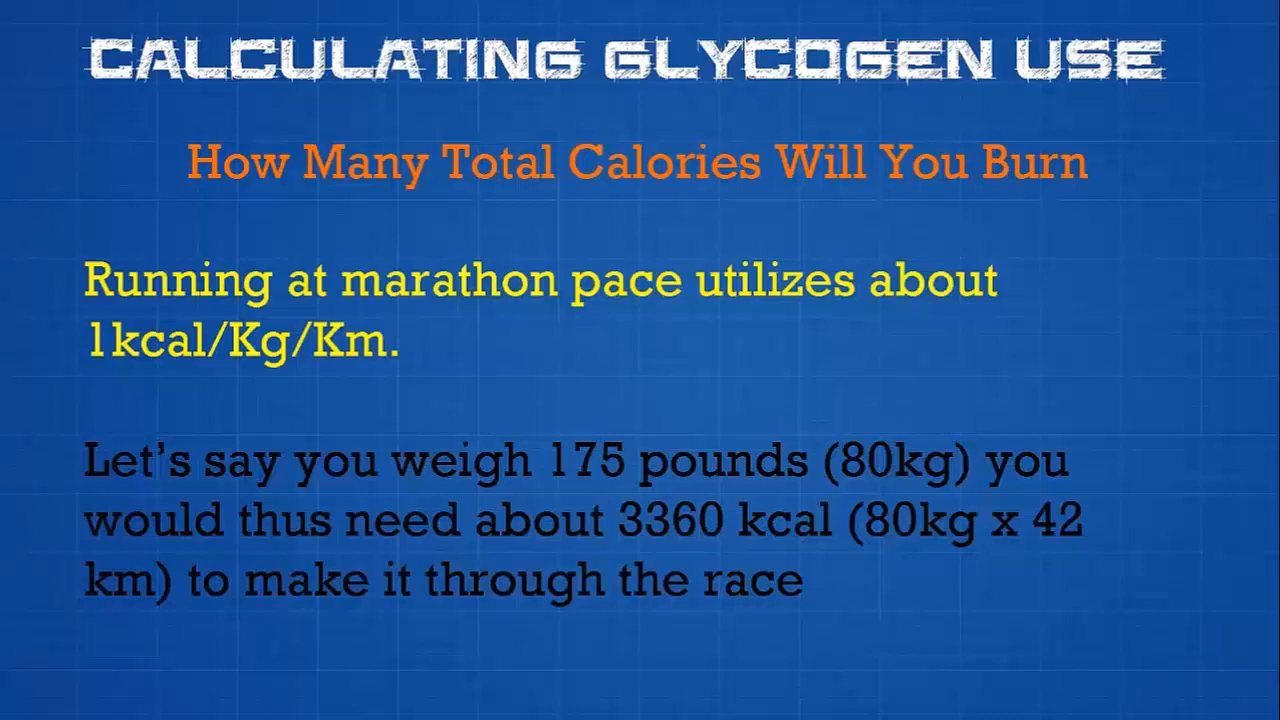 CALCULATING GLYCOGEN USE
How Many Total Calories Will You Burn
Running at marathon pace utilizes about
1kcal/Kg/Km.
Let’s say you weigh 175 pounds (80kg) you
would thus need about 3360 kcal (80kg x 42
km) to make it through the race